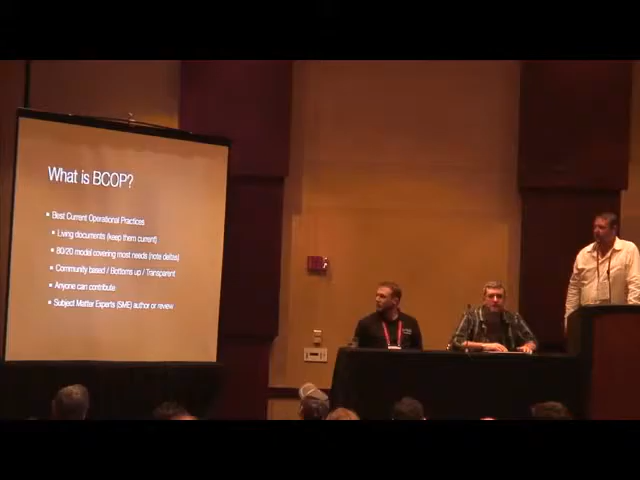 What is BCOP?
Best Current Operational Practices
Living documents (keep them current)
80/20 model covering most needs (note deltas)
Community based / Bottoms up / Transparent
Anyone can contribute
Subject Matter Experts (SME) author or review